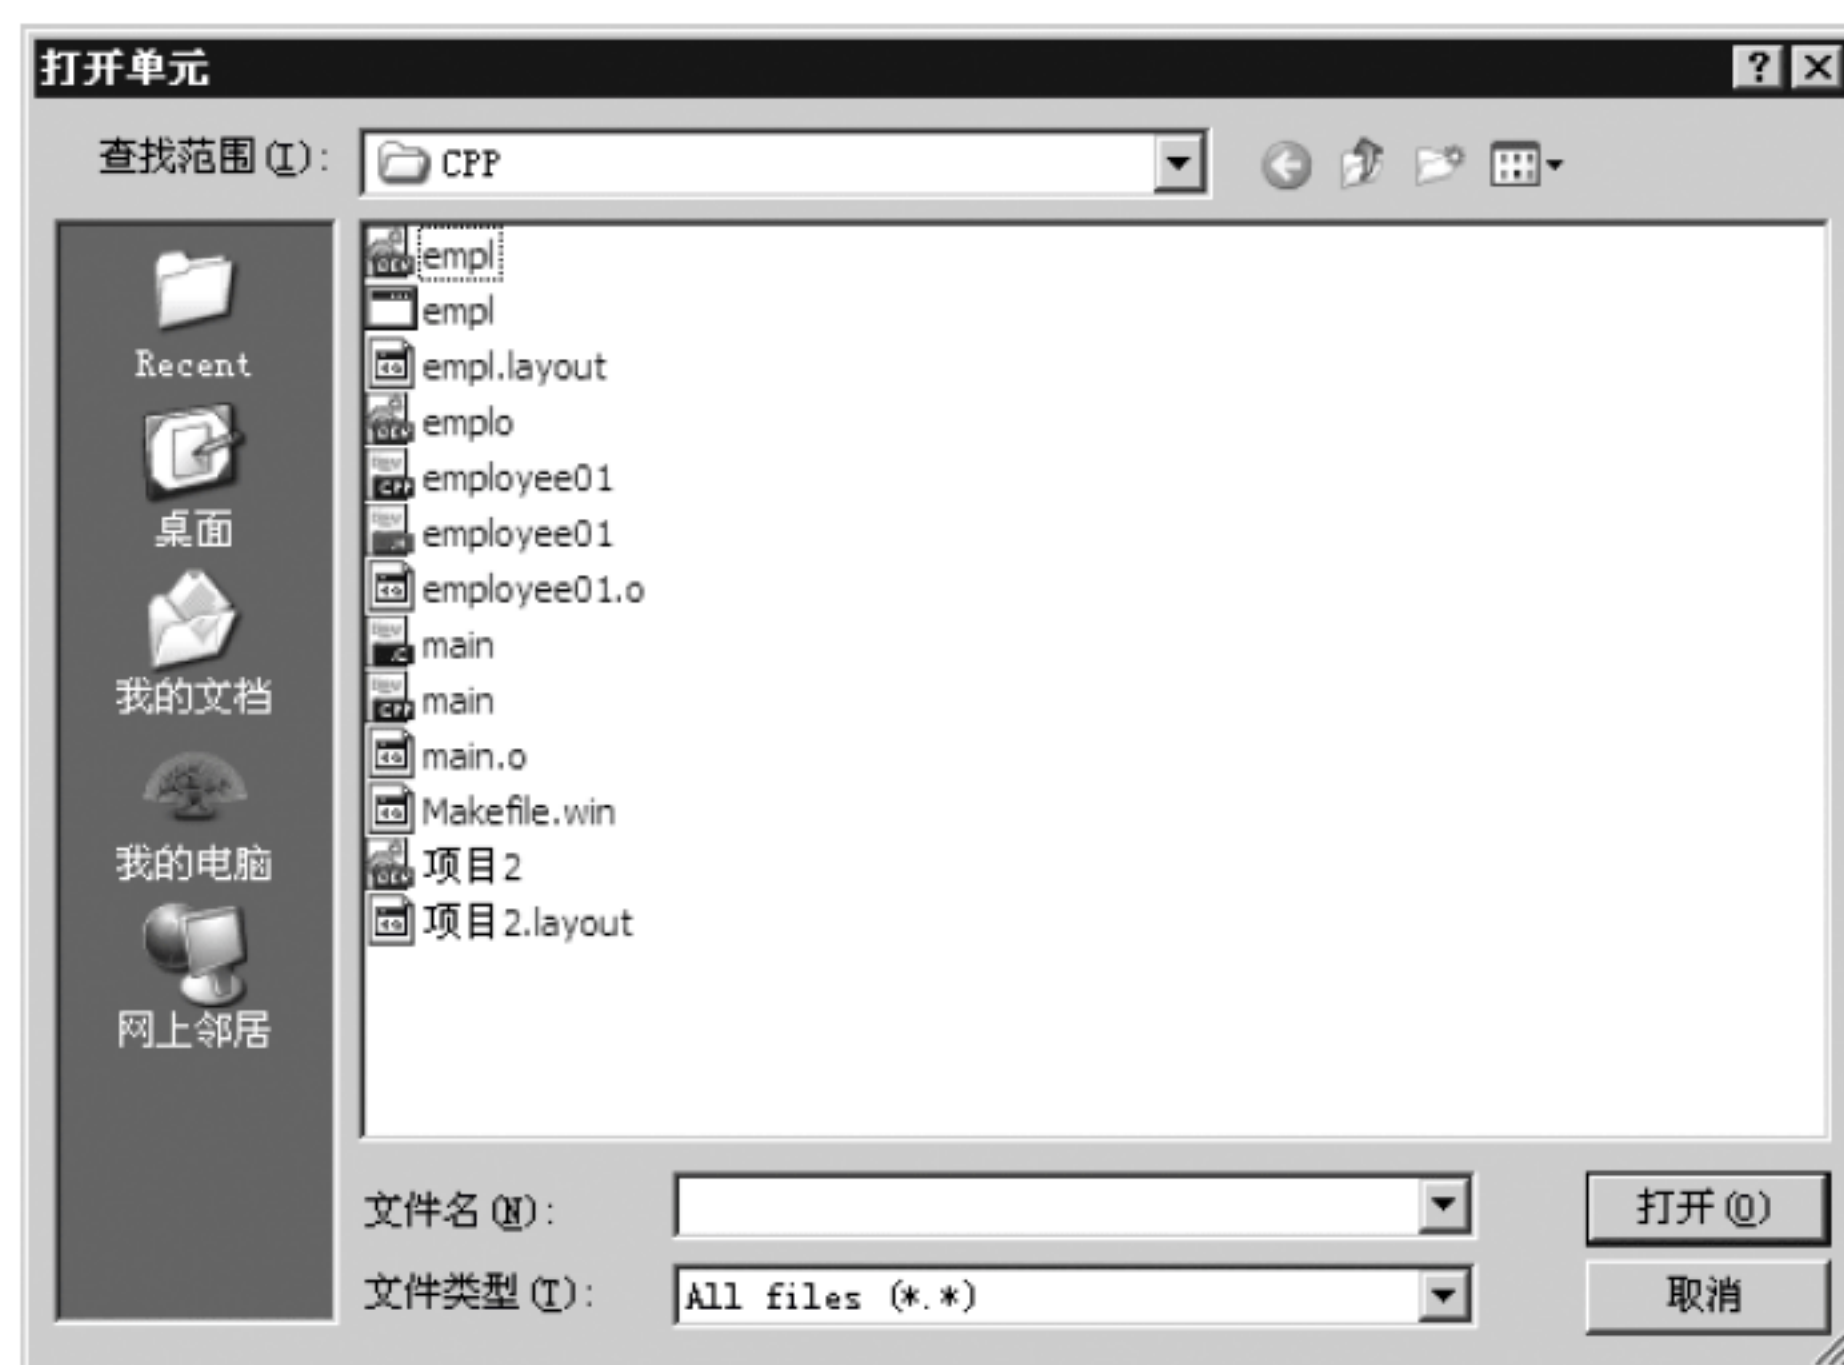 打开单元
查找范围(I):
CPP
empl
empl
empl.layout
emplo
employee01
employee01
employee01.o
main
main
main.o
Makefile.win
项目2
项目2.layout
Recent
桌面
我的文档
我的电脑
网上邻居
文件名(N):
打开(O)
文件类型(T):
All files (*.*)
取消